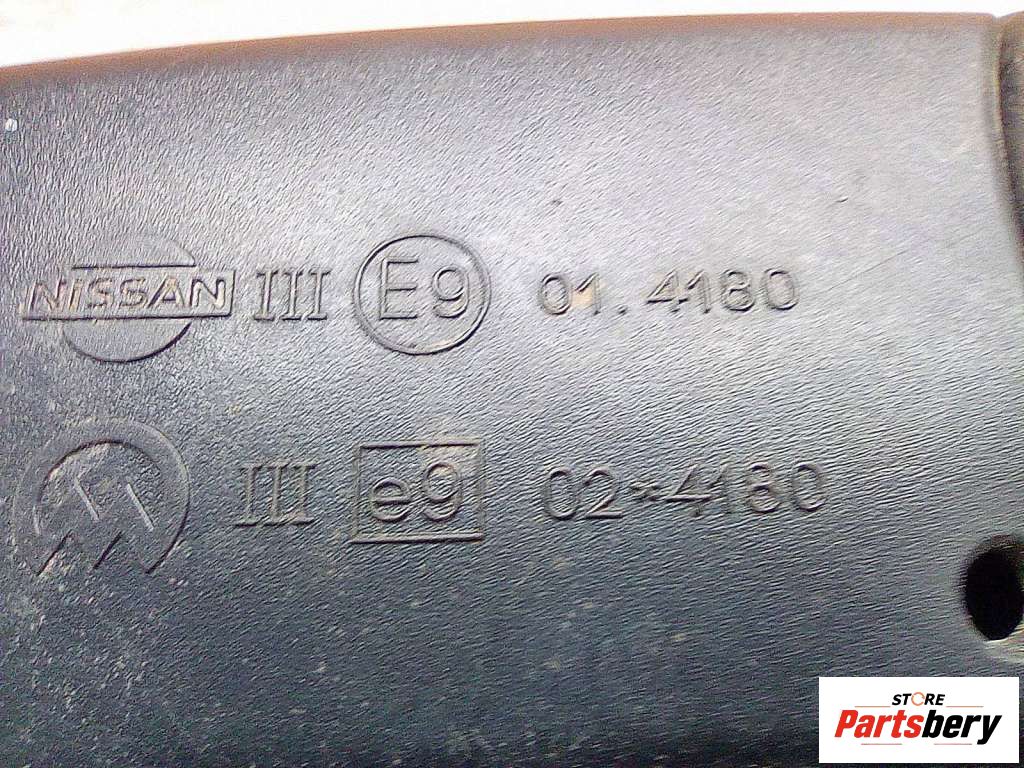 NISSAN III E9 01.4180
III e9 02*4180
STORE
Partsbery